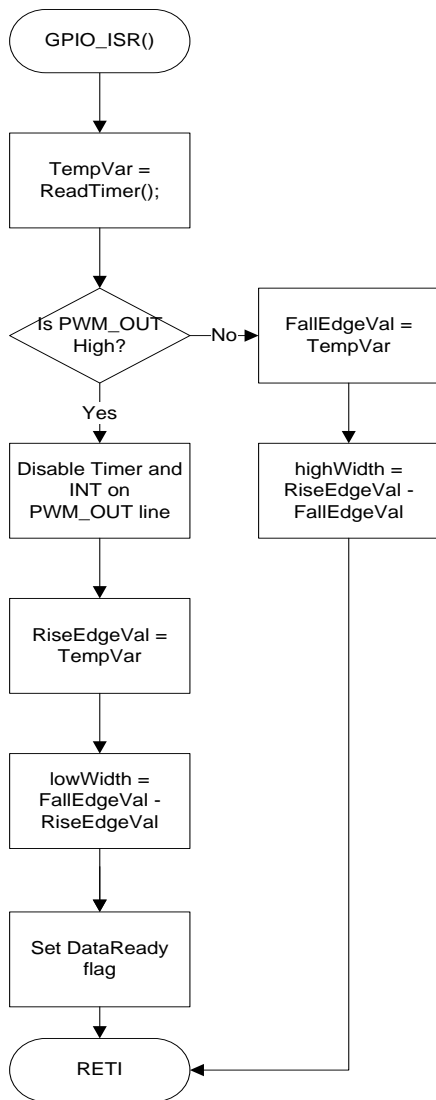 GPIO_ISR()
TempVar =
ReadTimer();
Is PWM_OUT
High?
No
FallEdgeVal =
TempVar
Yes
Disable Timer and
INT on
PWM_OUT line
highWidth =
RiseEdgeVal -
FallEdgeVal
RiseEdgeVal =
TempVar
lowWidth =
FallEdgeVal -
RiseEdgeVal
Set DataReady
flag
RETI